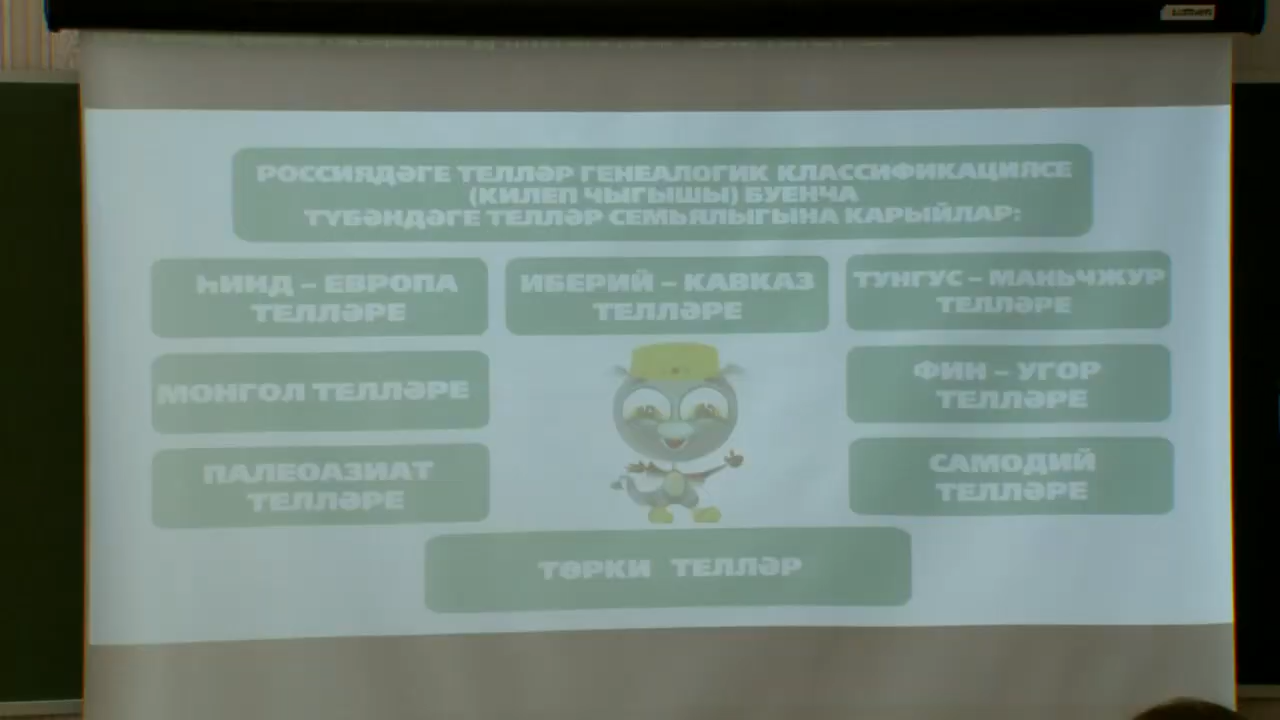 РОССИЯДӘГЕ ТЕЛЛӘР ГЕНЕАЛОГИК КЛАССИФИКАЦИЯСЕ
(КИЛЕП ЧЫГЫШЫ) БУЕНЧА
ТҮБӘНДӘГЕ ТЕЛЛӘР СЕМЬЯЛЫГЫНА КАРЫЙЛАР:
ҺИНД – ЕВРОПА
ТЕЛЛӘРЕ
ИБЕРИЙ – КАВКАЗ
ТЕЛЛӘРЕ
ТУНГУС – МАНЬЧЖУР
ТЕЛЛӘРЕ
МОНГОЛ ТЕЛЛӘРЕ
ФИН – УГОР
ТЕЛЛӘРЕ
ПАЛЕОАЗИАТ
ТЕЛЛӘРЕ
САМОДИЙ
ТЕЛЛӘРЕ
ТӨРКИ ТЕЛЛӘР